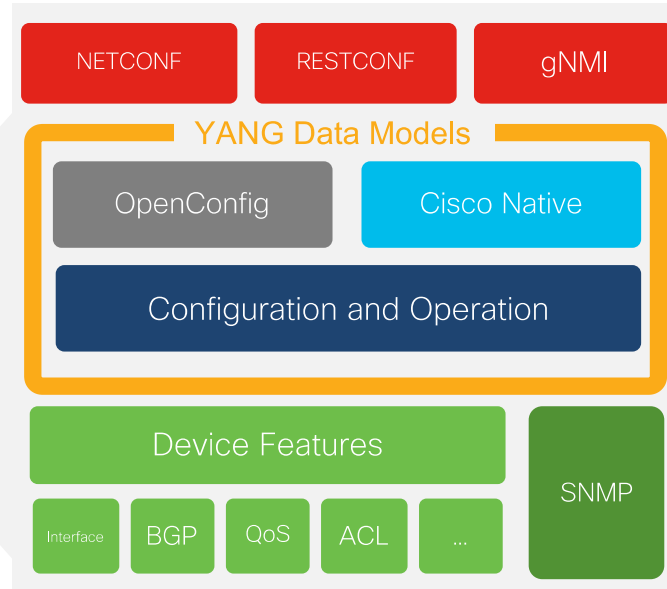 NETCONF RESTCONF gNMI
YANG Data Models
OpenConfig Cisco Native
Configuration and Operation
Device Features
SNMP
Interface BGP QoS ACL ...